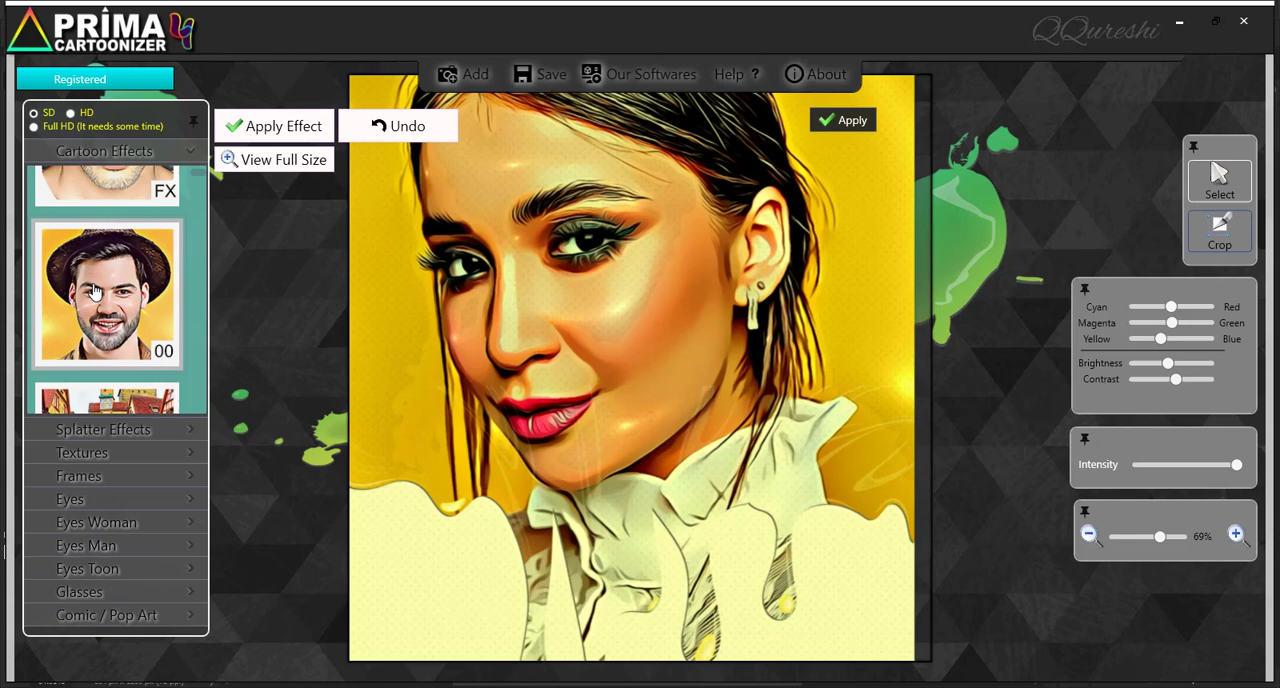 PRIMA
CARTOONIZER
QQureshi
Registered
Add
Save
Our Softwares
Help ?
About
SD
HD
Full HD (It needs some time)
Cartoon Effects
FX
00
Splatter Effects
Textures
Frames
Eyes
Eyes Woman
Eyes Man
Eyes Toon
Glasses
Comic / Pop Art
Apply Effect
Undo
View Full Size
Apply
Select
Crop
Cyan Red
Magenta Green
Yellow Blue
Brightness
Contrast
Intensity
69%